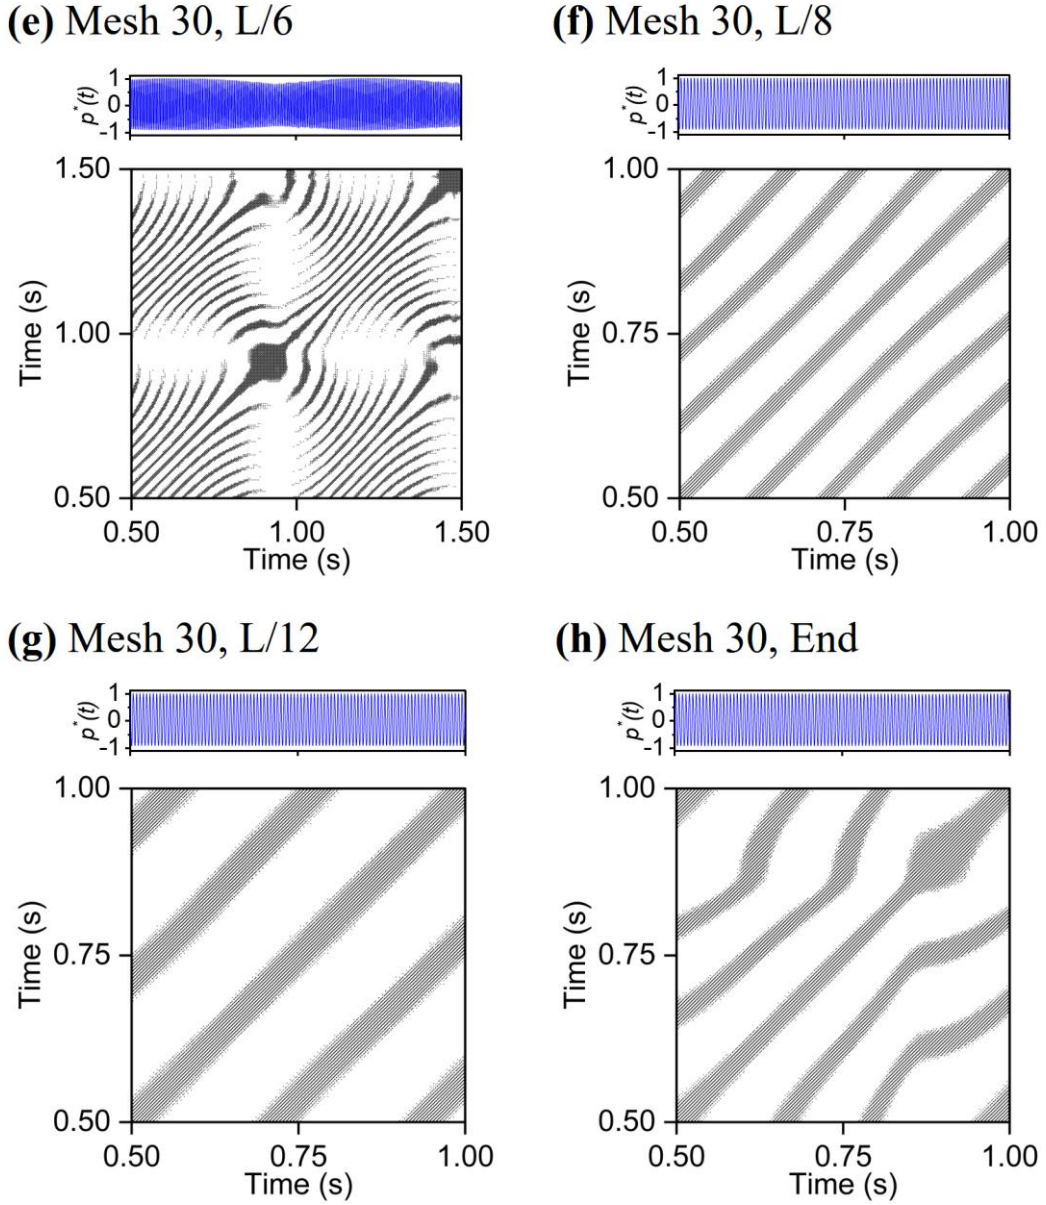 (e) Mesh 30, L/6
1
0
-1
p*(t)
1.50
1.00
0.50
Time (s)
0.50 1.00 1.50
Time (s)
(f) Mesh 30, L/8
1
0
-1
p*(t)
1.00
0.75
0.50
Time (s)
0.50 0.75 1.00
Time (s)
(g) Mesh 30, L/12
1
0
-1
p*(t)
1.00
0.75
0.50
Time (s)
0.50 0.75 1.00
Time (s)
(h) Mesh 30, End
1
0
-1
p*(t)
1.00
0.75
0.50
Time (s)
0.50 0.75 1.00
Time (s)